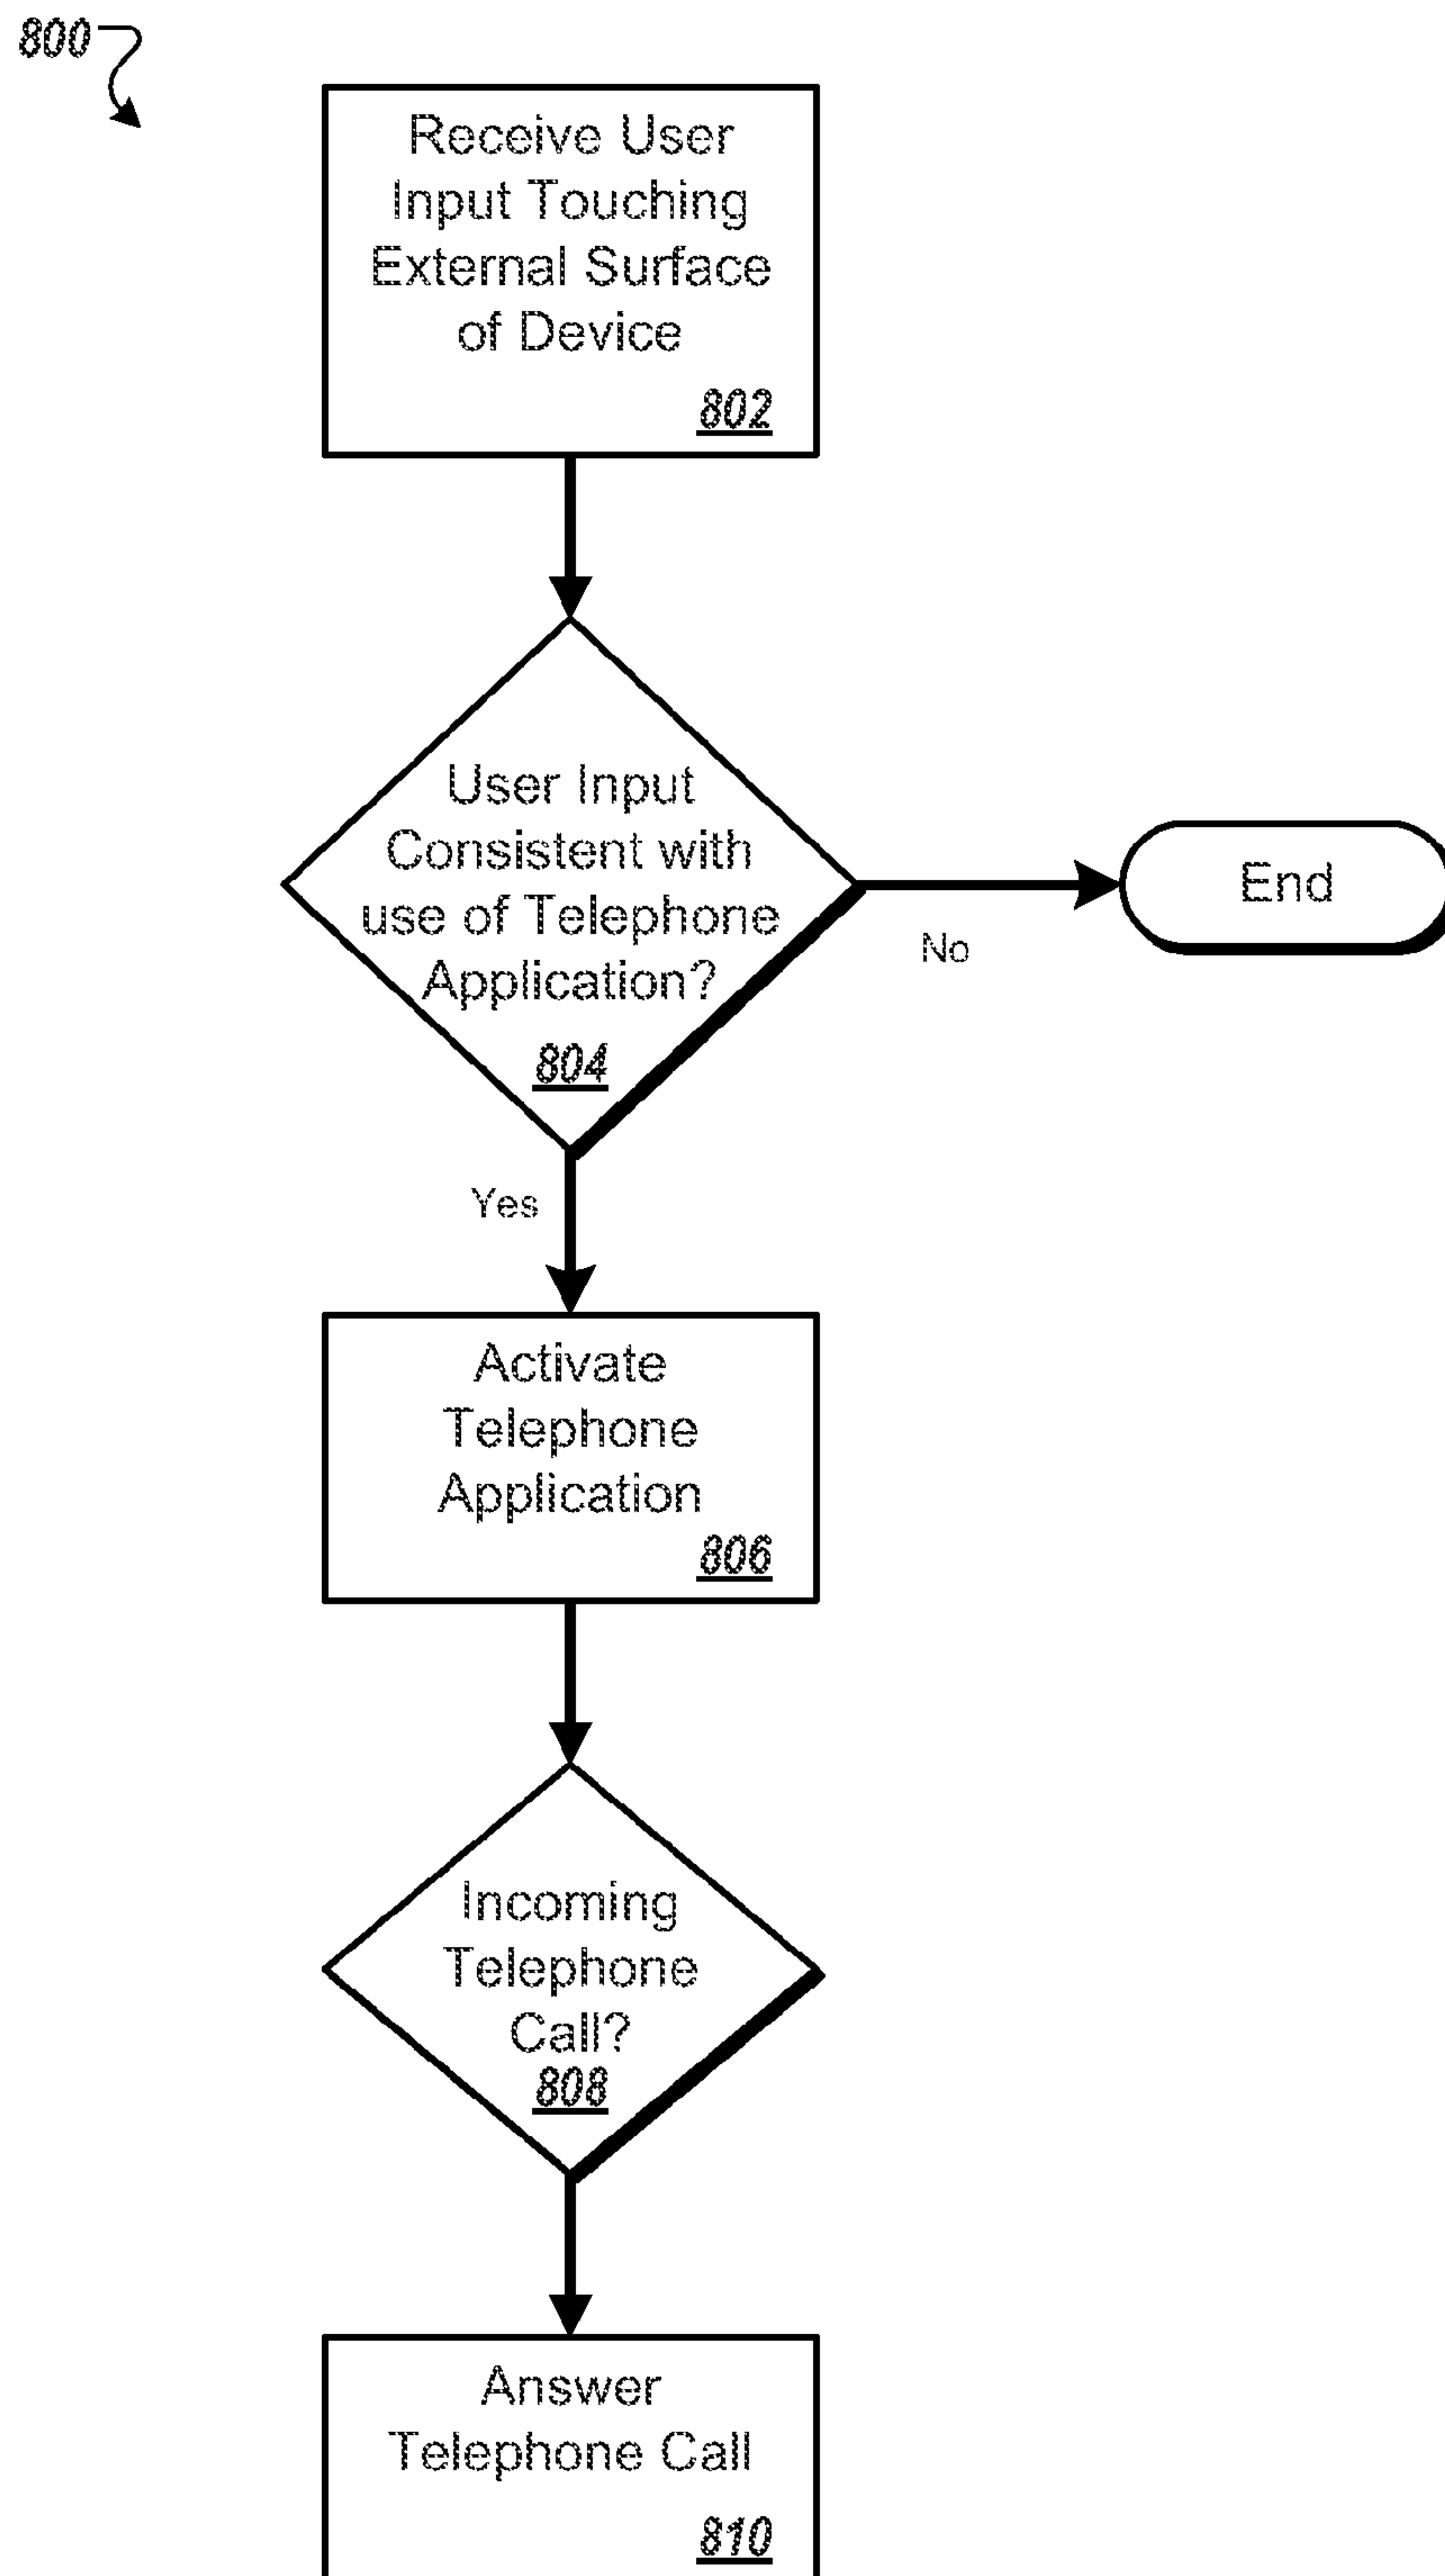 800
Receive User
Input Touching
External Surface
of Device
802
User Input
Consistent with
use of Telephone
Application?
804
No
End
Yes
Activate
Telephone
Application
806
Incoming
Telephone
Call?
808
Answer
Telephone Call
810